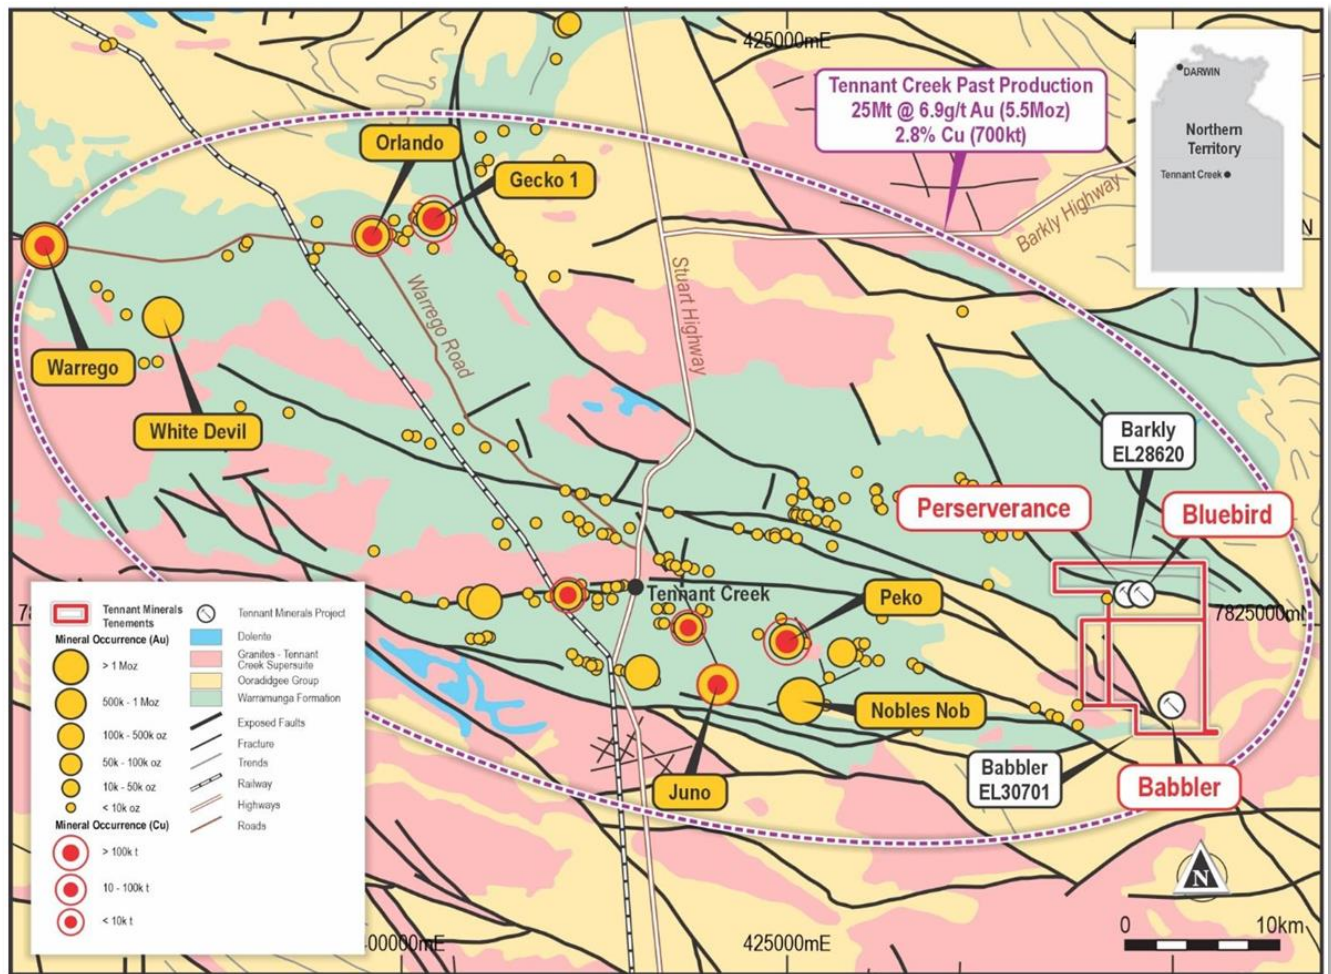 425000mE
4
Tennant Creek Past Production
25Mt @ 6.9g/t Au (5.5Moz)
2.8% Cu (700kt)
DARWIN
Northern
Territory
Tennant Creek
N
Orlando
Gecko 1
Barkly Highway
Stuart Highway
Warrego Road
Warrego
White Devil
Barkly
EL28620
Perserverance
Bluebird
Tennant Creek
Peko
7825000mN
Nobles Nob
Juno
Babbler
EL30701
Babbler
78
Tennant Minerals
Tenements
Mineral Occurrence (Au)
> 1 Moz
500k - 1 Moz
100k - 500k oz
50k - 100k oz
10k - 50k oz
< 10k oz
Mineral Occurrence (Cu)
> 100k t
10 - 100k t
< 10k t
Tennant Minerals Project
Dolerite
Granites - Tennant
Creek Supersuite
Ooradidgee Group
Warramunga Formation
Exposed Faults
Fracture
Trends
Railway
Highways
Roads
00000mE
425000mE
N
0 10km